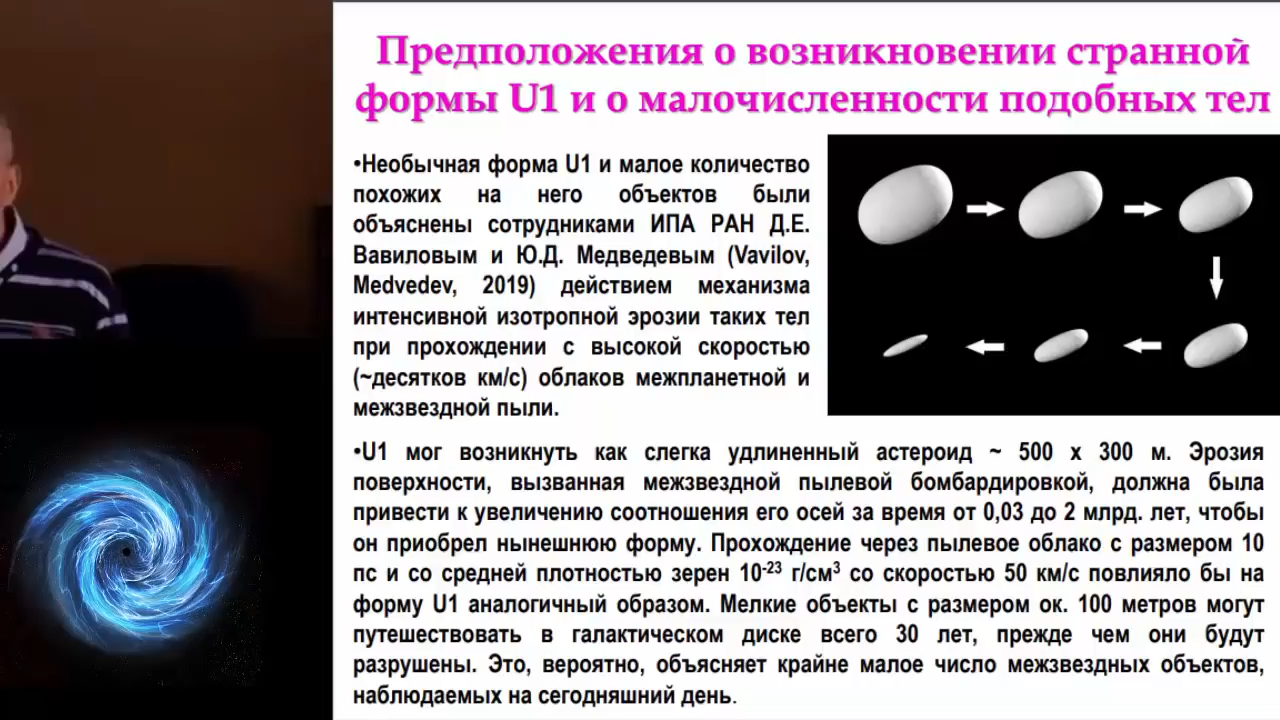 Предположения о возникновении странной
формы U1 и о малочисленности подобных тел
•Необычная форма U1 и малое количество
похожих на него объектов были
объяснены сотрудниками ИПА РАН Д.Е.
Вавиловым и Ю.Д. Медведевым (Vavilov,
Medvedev, 2019) действием механизма
интенсивной изотропной эрозии таких тел
при прохождении с высокой скоростью
(~десятков км/с) облаков межпланетной и
межзвездной пыли.
•U1 мог возникнуть как слегка удлиненный астероид ~ 500 х 300 м. Эрозия
поверхности, вызванная межзвездной пылевой бомбардировкой, должна была
привести к увеличению соотношения его осей за время от 0,03 до 2 млрд. лет, чтобы
он приобрел нынешнюю форму. Прохождение через пылевое облако с размером 10
пс и со средней плотностью зерен 10⁻²³ г/см³ со скоростью 50 км/с повлияло бы на
форму U1 аналогичный образом. Мелкие объекты с размером ок. 100 метров могут
путешествовать в галактическом диске всего 30 лет, прежде чем они будут
разрушены. Это, вероятно, объясняет крайне малое число межзвездных объектов,
наблюдаемых на сегодняшний день.